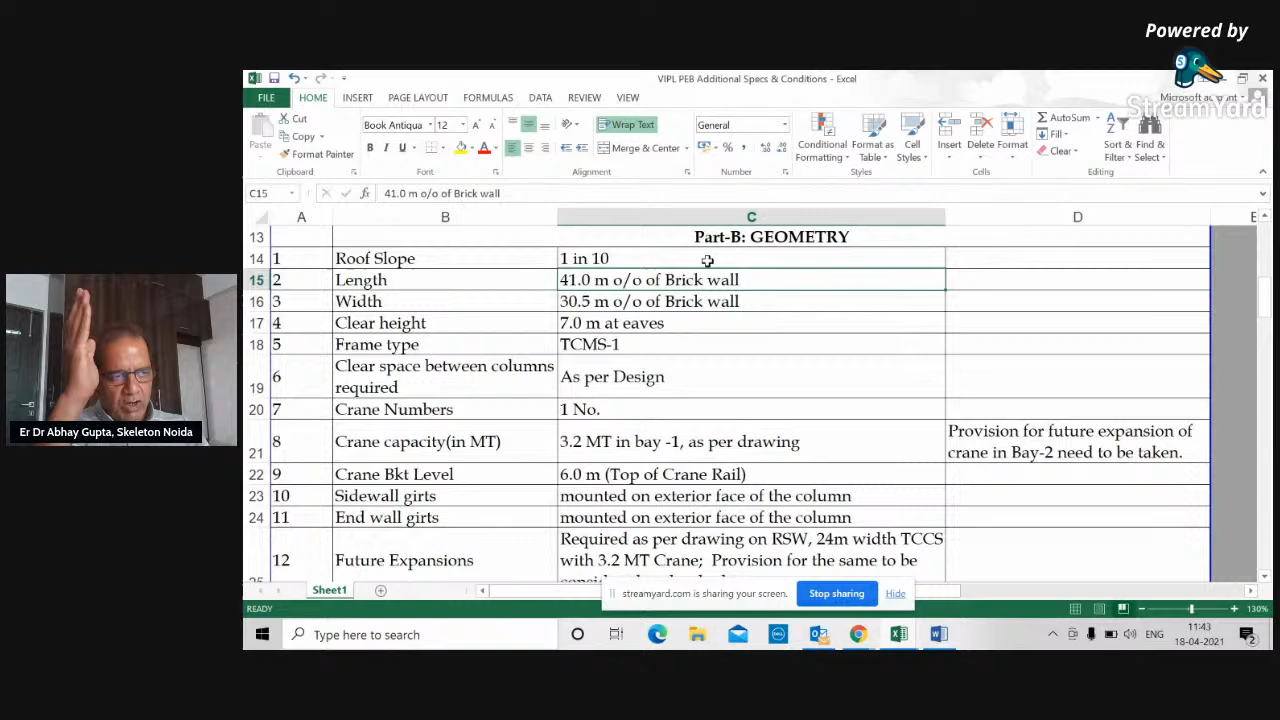 Powered by
StreamYard
VIPL PEB Additional Specs & Conditions - Excel
FILE HOME INSERT PAGE LAYOUT FORMULAS DATA REVIEW VIEW
Microsoft account
Cut
Copy
Format Painter
Paste
Book Antiqua 12
Wrap Text
Merge & Center
General
Conditional Formatting
Format as Table
Cell Styles
Insert Delete Format
AutoSum
Fill
Clear
Sort & Filter
Find & Select
Clipboard Font Alignment Number Styles Cells Editing
C15 fx 41.0 m o/o of Brick wall
A B C D E
13 Part-B: GEOMETRY
14 1 Roof Slope 1 in 10
15 2 Length 41.0 m o/o of Brick wall
16 3 Width 30.5 m o/o of Brick wall
17 4 Clear height 7.0 m at eaves
18 5 Frame type TCMS-1
19 6 Clear space between columns required As per Design
20 7 Crane Numbers 1 No.
21 8 Crane capacity(in MT) 3.2 MT in bay -1, as per drawing Provision for future expansion of crane in Bay-2 need to be taken.
22 9 Crane Bkt Level 6.0 m (Top of Crane Rail)
23 10 Sidewall girts mounted on exterior face of the column
24 11 End wall girts mounted on exterior face of the column
12 Future Expansions Required as per drawing on RSW, 24m width TCCS with 3.2 MT Crane; Provision for the same to be
Er Dr Abhay Gupta, Skeleton Noida
Sheet1
streamyard.com is sharing your screen. Stop sharing Hide
READY 130%
Type here to search
ENG
11:43
18-04-2021
2